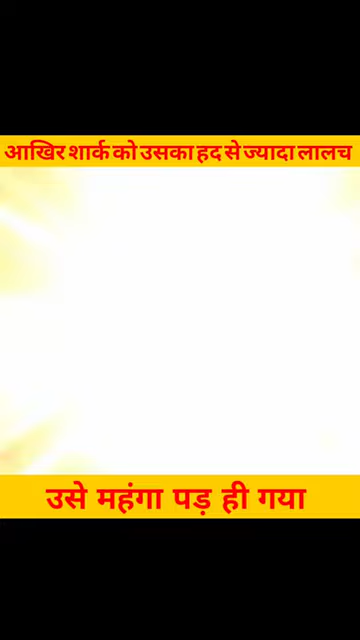 आखिर शार्क को उसका हद से ज्यादा लालच
उसे महंगा पड़ ही गया